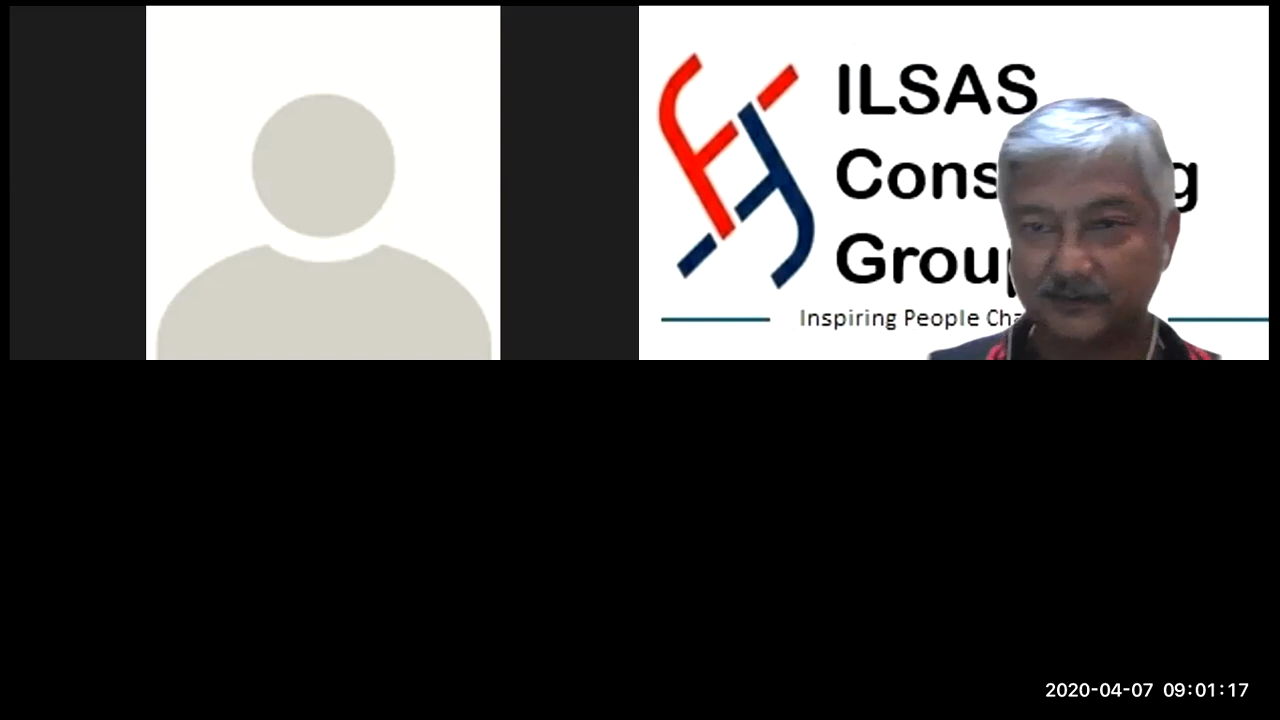 ILSAS
Cons g
Grou
Inspiring People Cha
2020-04-07 09:01:17